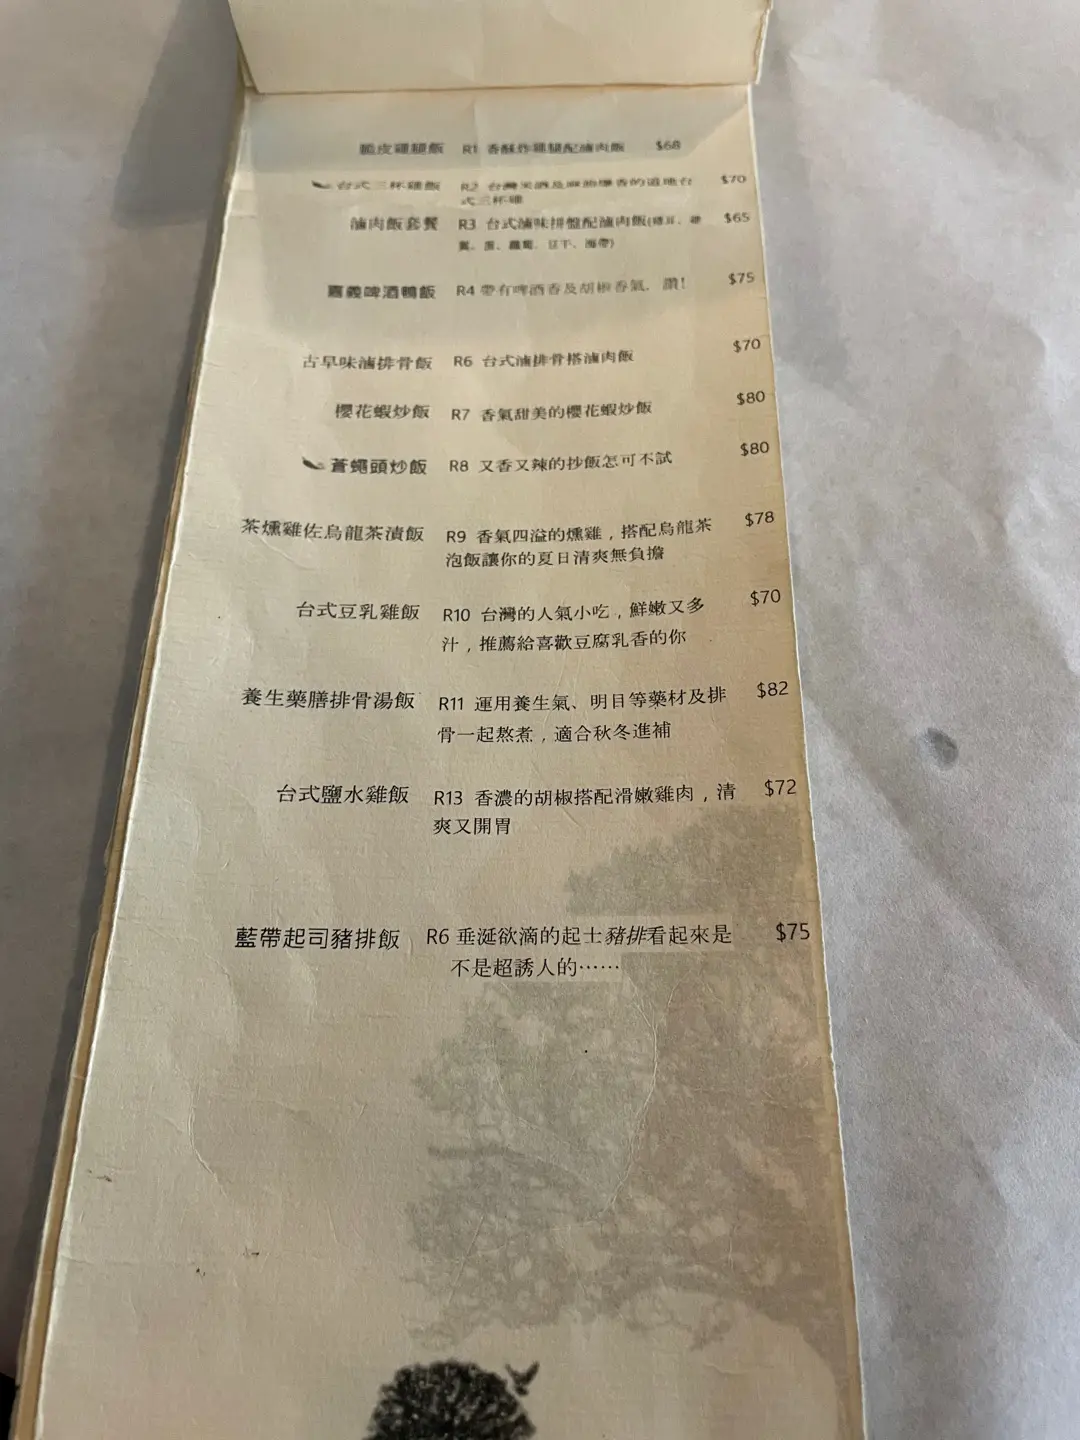 脆皮雞腿飯 R1 香酥炸雞腿配滷肉飯 $68
台式三杯雞飯 R2 台灣米酒及麻油爆香的道地台 $70
式三杯雞
滷肉飯套餐 R3 台式滷味拼盤配滷肉飯(豬耳、雞 $65
翼、蛋、蘿蔔、豆干、海帶)
嘉義啤酒鴨飯 R4 帶有啤酒香及胡椒香氣，讚! $75
古早味滷排骨飯 R6 台式滷排骨搭滷肉飯 $70
櫻花蝦炒飯 R7 香氣甜美的櫻花蝦炒飯 $80
蒼蠅頭炒飯 R8 又香又辣的抄飯怎可不試 $80
茶燻雞佐烏龍茶漬飯 R9 香氣四溢的燻雞，搭配烏龍茶 $78
泡飯讓你的夏日清爽無負擔
台式豆乳雞飯 R10 台灣的人氣小吃，鮮嫩又多 $70
汁，推薦給喜歡豆腐乳香的你
養生藥膳排骨湯飯 R11 運用養生氣、明目等藥材及排 $82
骨一起熬煮，適合秋冬進補
台式鹽水雞飯 R13 香濃的胡椒搭配滑嫩雞肉，清 $72
爽又開胃
藍帶起司豬排飯 R6 垂涎欲滴的起士豬排看起來是 $75
不是超誘人的……